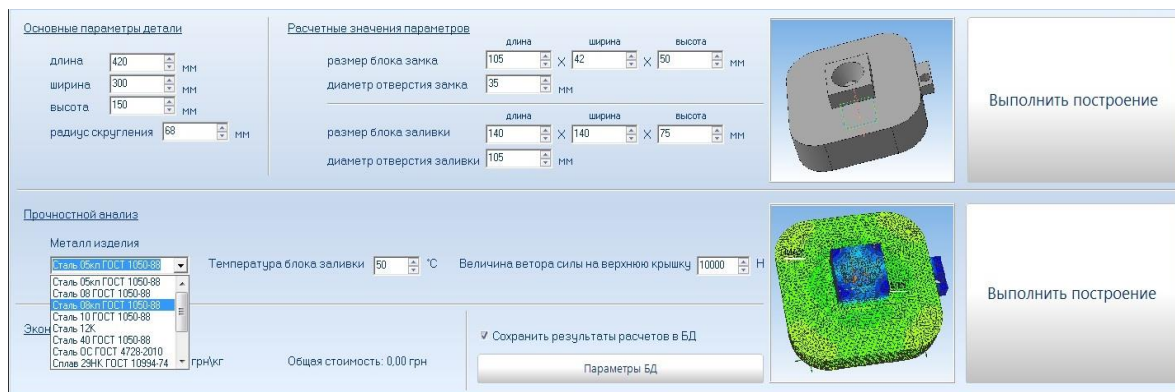 Основные параметры детали
длина 420 мм
ширина 300 мм
высота 150 мм
радиус скругления 68 мм
Расчетные значения параметров
длина ширина высота
размер блока замка 105 X 42 X 50 мм
диаметр отверстия замка 35 мм
длина ширина высота
размер блока заливки 140 X 140 X 75 мм
диаметр отверстия заливки 105 мм
Выполнить построение
Прочностной анализ
Металл изделия
Сталь 05кп ГОСТ 1050-88
Температура блока заливки 50 °C
Величина ветора силы на верхнюю крышку 10000 Н
Сталь 05кп ГОСТ 1050-88
Сталь 08 ГОСТ 1050-88
Сталь 08кп ГОСТ 1050-88
Сталь 10 ГОСТ 1050-88
Сталь 12К
Сталь 40 ГОСТ 1050-88
Сталь ОС ГОСТ 4728-2010
Сплав 29НК ГОСТ 10994-74
Выполнить построение
Экон
грн\кг
Общая стоимость: 0,00 грн
Сохранить результаты расчетов в БД
Параметры БД